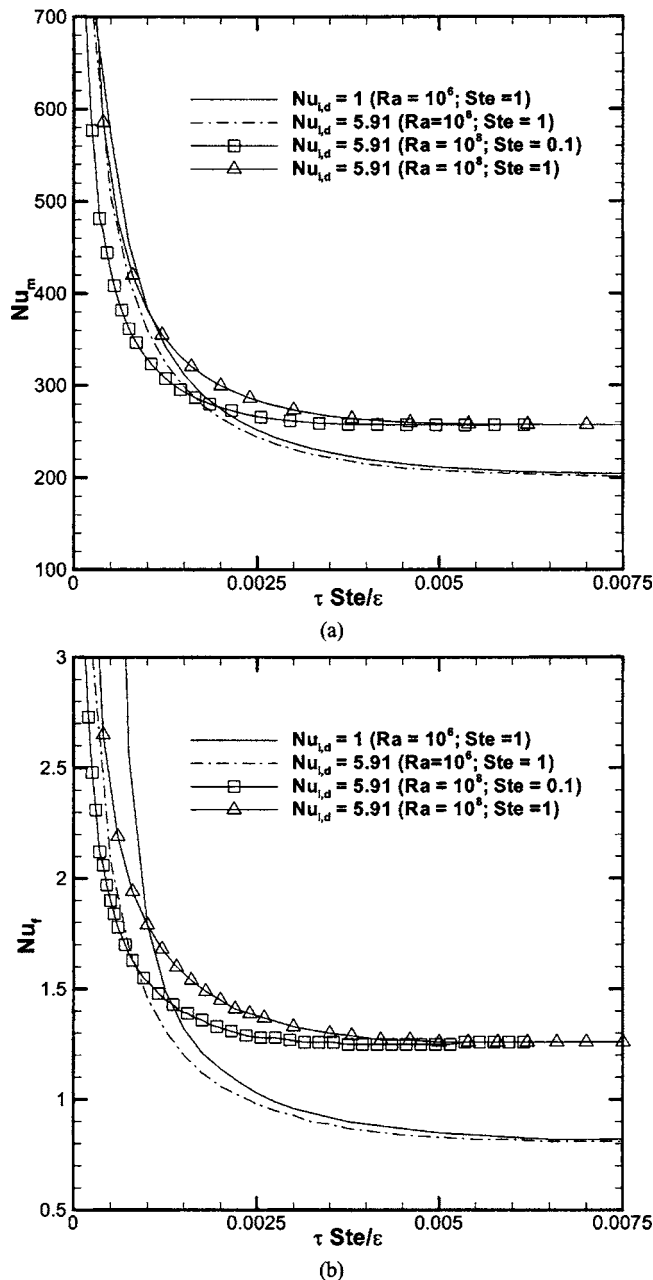 700
600
500
400
300
200
100
Nu_m
Nu_i,d = 1 (Ra = 10^6; Ste =1)
Nu_i,d = 5.91 (Ra=10^6; Ste = 1)
Nu_i,d = 5.91 (Ra = 10^8; Ste = 0.1)
Nu_i,d = 5.91 (Ra = 10^8; Ste = 1)
0
0.0025
0.005
0.0075
τ Ste/ε
(a)
3
2.5
2
1.5
1
0.5
Nu_f
Nu_i,d = 1 (Ra = 10^6; Ste =1)
Nu_i,d = 5.91 (Ra=10^6; Ste = 1)
Nu_i,d = 5.91 (Ra = 10^8; Ste = 0.1)
Nu_i,d = 5.91 (Ra = 10^8; Ste =1)
0
0.0025
0.005
0.0075
τ Ste/ε
(b)